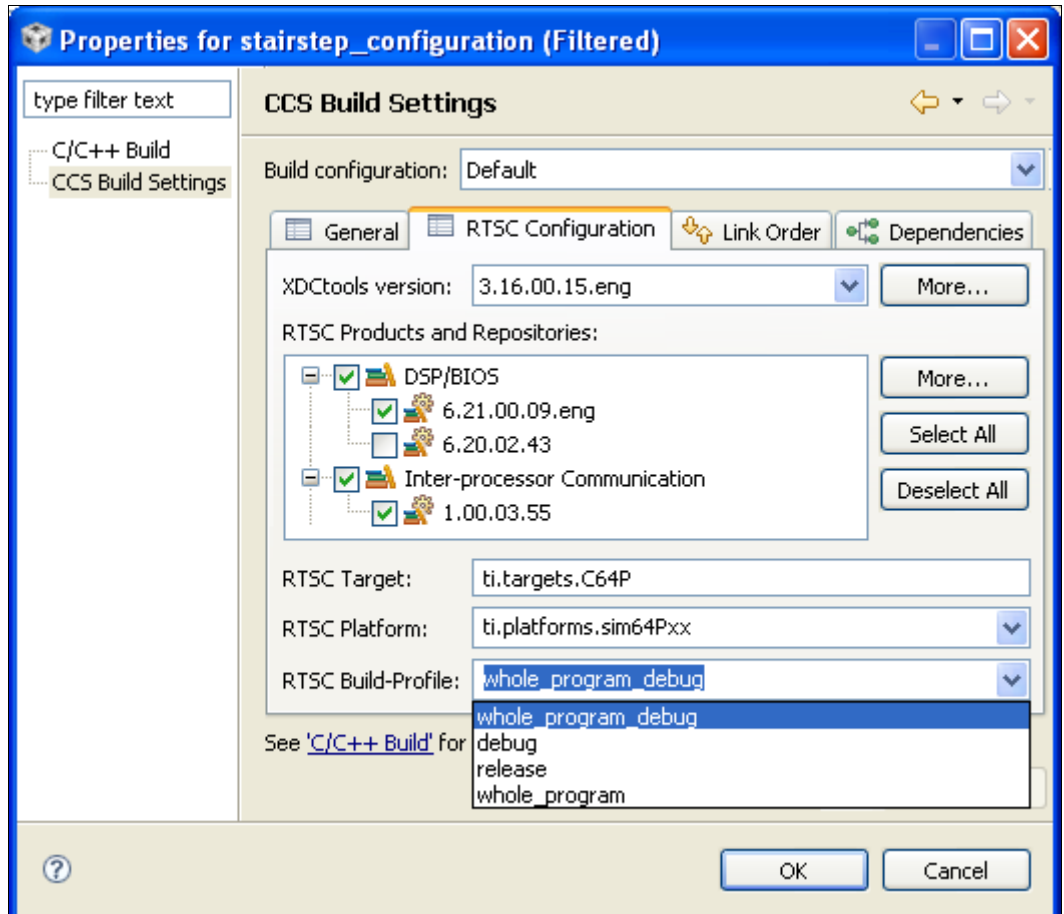 Properties for stairstep_configuration (Filtered)
type filter text
C/C++ Build
CCS Build Settings
CCS Build Settings
Build configuration: Default
General RTSC Configuration Link Order Dependencies
XDCtools version: 3.16.00.15.eng More...
RTSC Products and Repositories:
DSP/BIOS More...
6.21.00.09.eng
6.20.02.43 Select All
Inter-processor Communication
1.00.03.55 Deselect All
RTSC Target: ti.targets.C64P
RTSC Platform: ti.platforms.sim64Pxx
RTSC Build-Profile: whole_program_debug
whole_program_debug
See 'C/C++ Build' for debug
release
whole_program
OK Cancel